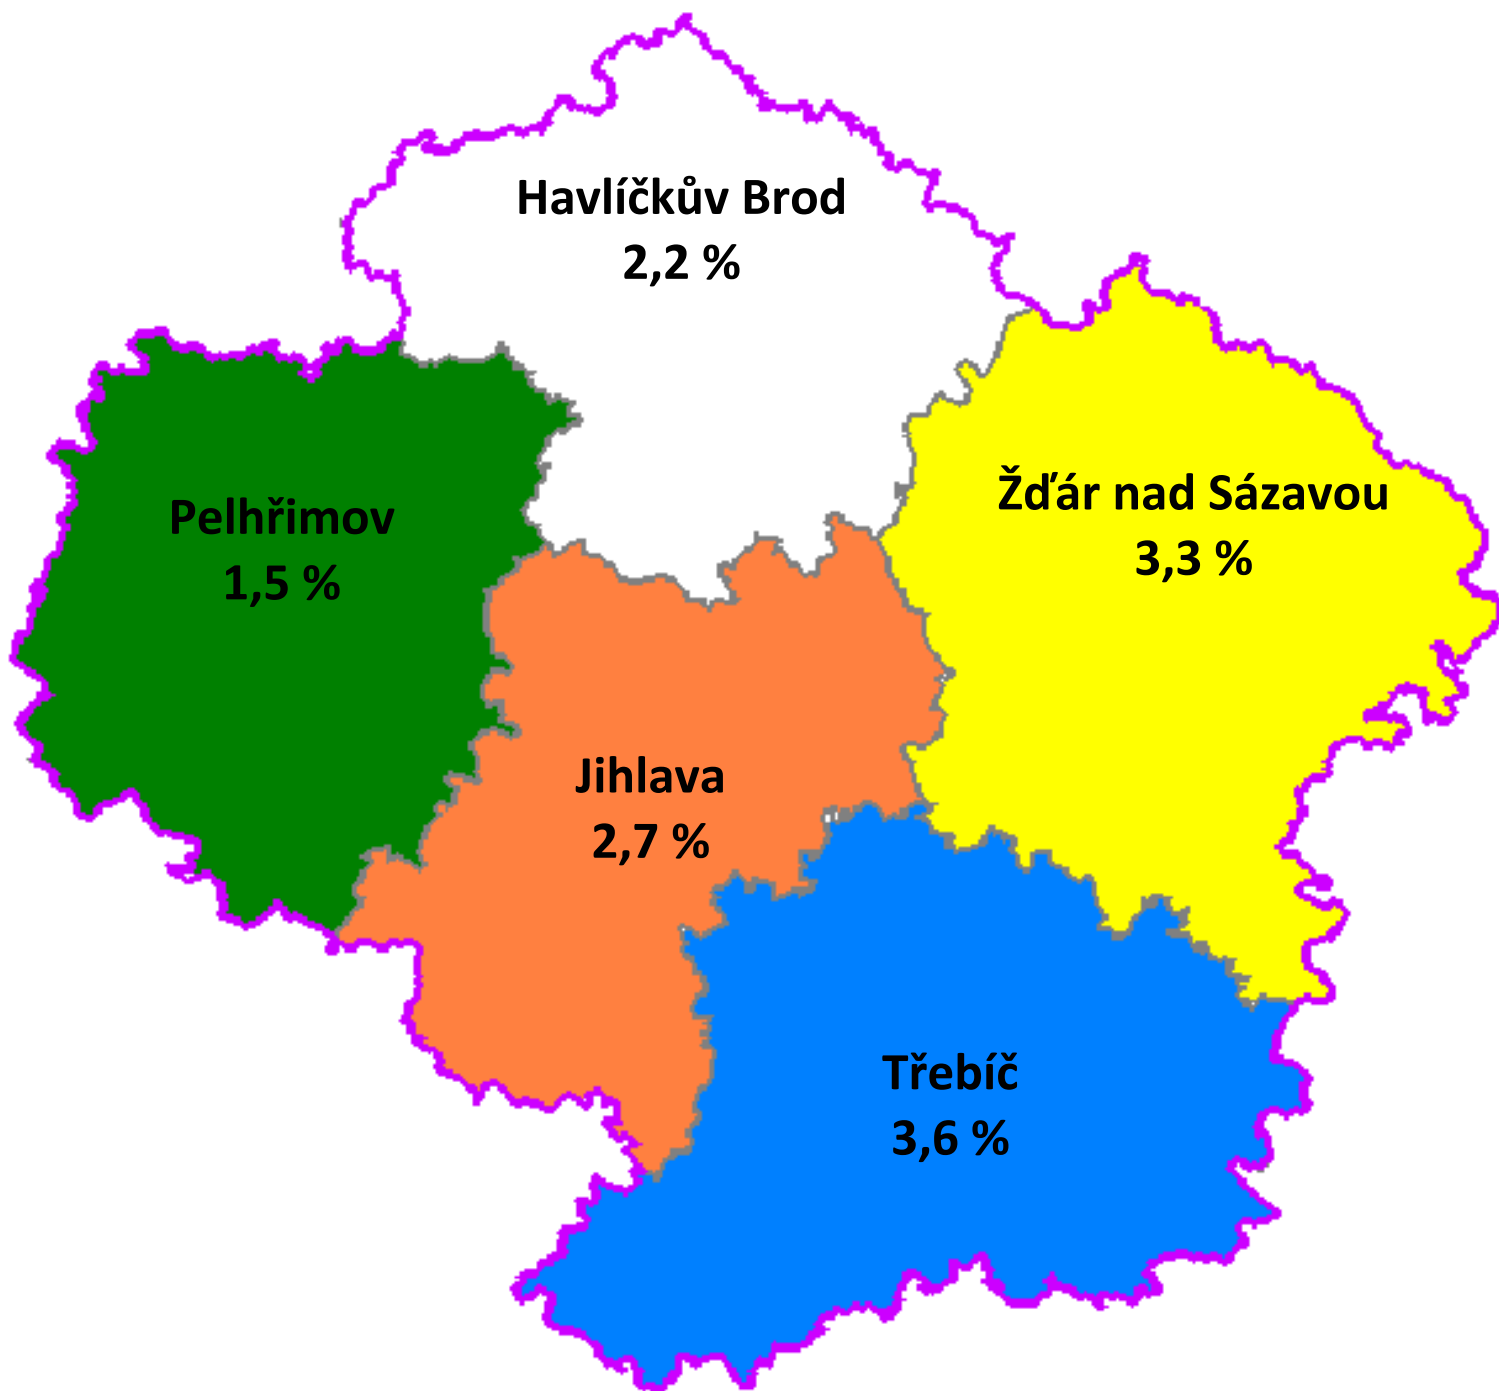 Havlíčkův Brod
2,2 %
Žďár nad Sázavou
3,3 %
Pelhřimov
1,5 %
Jihlava
2,7 %
Třebíč
3,6 %